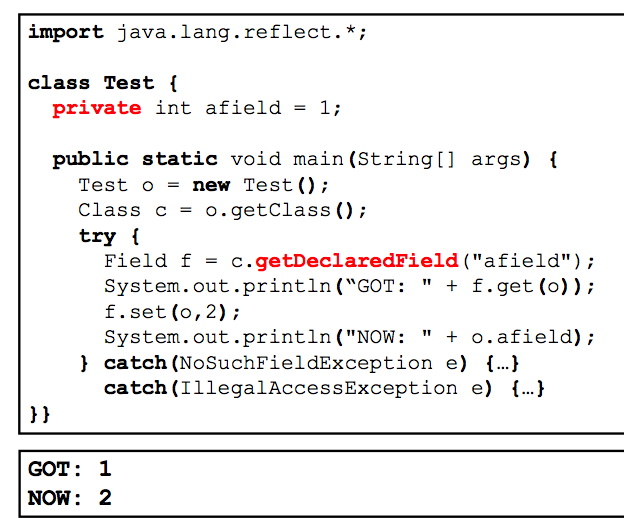 import java.lang.reflect.*;
class Test {
private int afield = 1;
public static void main(String[] args) {
Test o = new Test();
Class c = o.getClass();
try {
Field f = c.getDeclaredField("afield");
System.out.println(“GOT: " + f.get(o));
f.set(o,2);
System.out.println("NOW: " + o.afield);
} catch(NoSuchFieldException e) {…}
catch(IllegalAccessException e) {…}
}}
GOT: 1
NOW: 2